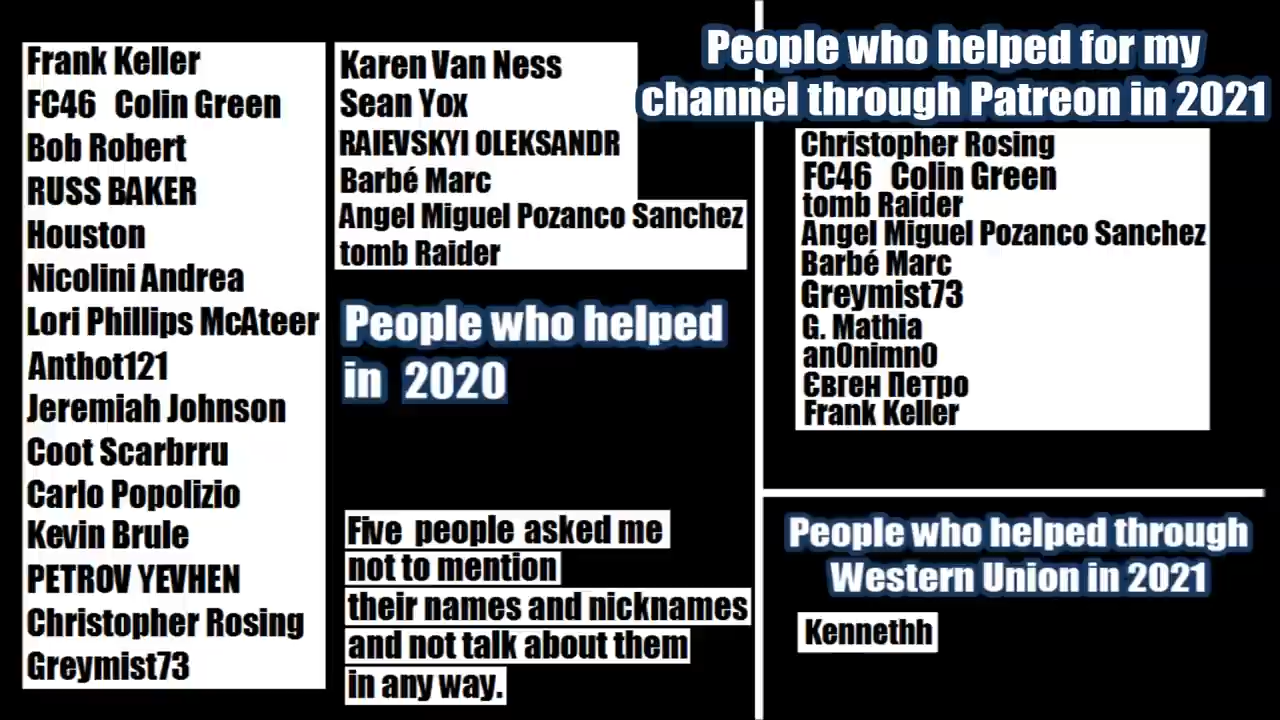 Frank Keller
FC46 Colin Green
Bob Robert
RUSS BAKER
Houston
Nicolini Andrea
Lori Phillips McAteer
Anthot121
Jeremiah Johnson
Coot Scarbrru
Carlo Popolizio
Kevin Brule
PETROV YEVHEN
Christopher Rosing
Greymist73
Karen Van Ness
Sean Yox
RAIEVSKYI OLEKSANDR
Barbé Marc
Angel Miguel Pozanco Sanchez
tomb Raider
People who helped
in 2020
Five people asked me
not to mention
their names and nicknames
and not talk about them
in any way.
People who helped for my
channel through Patreon in 2021
Christopher Rosing
FC46 Colin Green
tomb Raider
Angel Miguel Pozanco Sanchez
Barbé Marc
Greymist73
G. Mathia
an0nimn0
Євген Петро
Frank Keller
People who helped through
Western Union in 2021
Kennethh